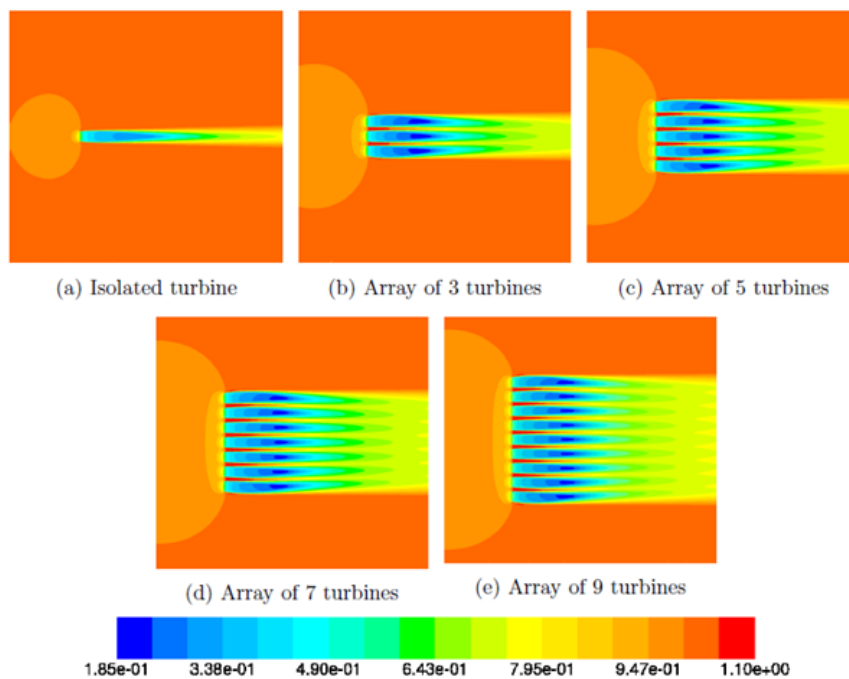 (a) Isolated turbine
(b) Array of 3 turbines
(c) Array of 5 turbines
(d) Array of 7 turbines
(e) Array of 9 turbines
1.85e-01 3.38e-01 4.90e-01 6.43e-01 7.95e-01 9.47e-01 1.10e+00